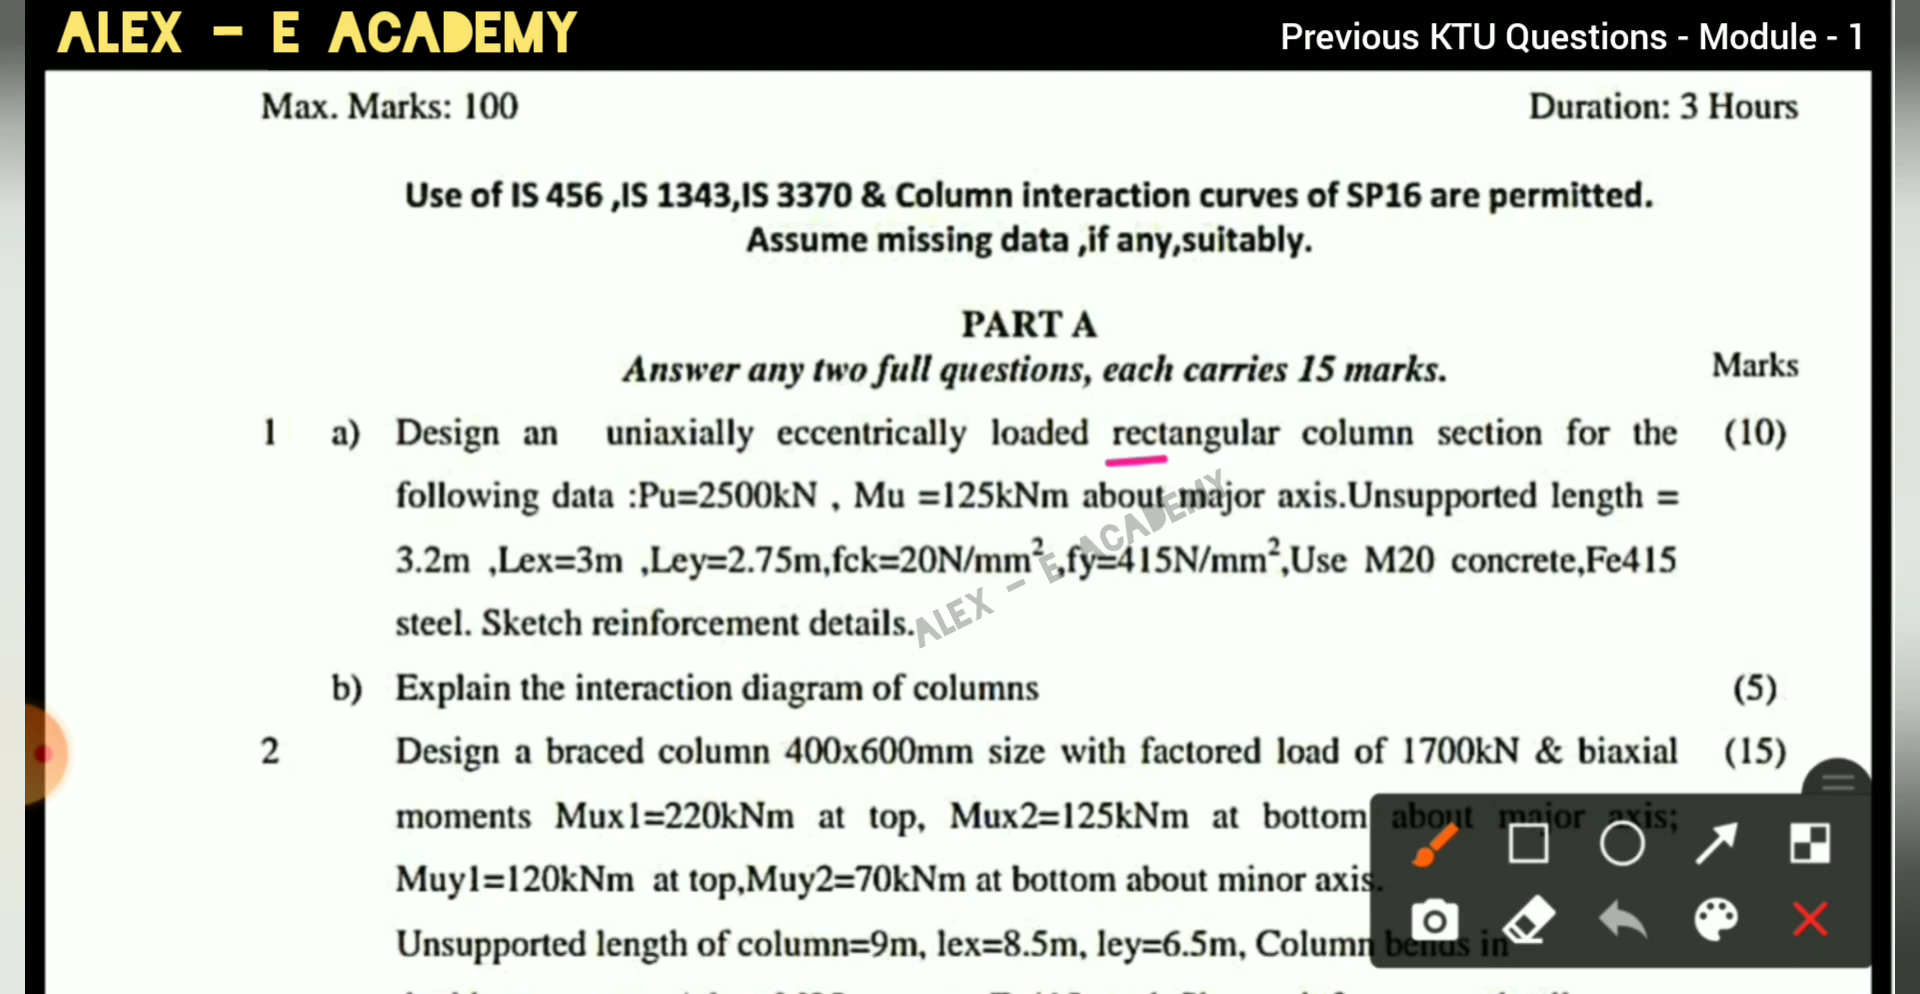 ALEX - E ACADEMY
Previous KTU Questions - Module - 1
Max. Marks: 100 Duration: 3 Hours
Use of IS 456 ,IS 1343,IS 3370 & Column interaction curves of SP16 are permitted.
Assume missing data ,if any,suitably.
PART A
Answer any two full questions, each carries 15 marks. Marks
1 a) Design an uniaxially eccentrically loaded rectangular column section for the (10)
following data :Pu=2500kN , Mu =125kNm about major axis.Unsupported length =
3.2m ,Lex=3m ,Ley=2.75m,fck=20N/mm²,fy=415N/mm²,Use M20 concrete,Fe415
steel. Sketch reinforcement details.
ALEX - E ACADEMY
b) Explain the interaction diagram of columns (5)
2 Design a braced column 400x600mm size with factored load of 1700kN & biaxial (15)
moments Mux1=220kNm at top, Mux2=125kNm at bottom about major axis;
Muy1=120kNm at top,Muy2=70kNm at bottom about minor axis.
Unsupported length of column=9m, lex=8.5m, ley=6.5m, Column bends in